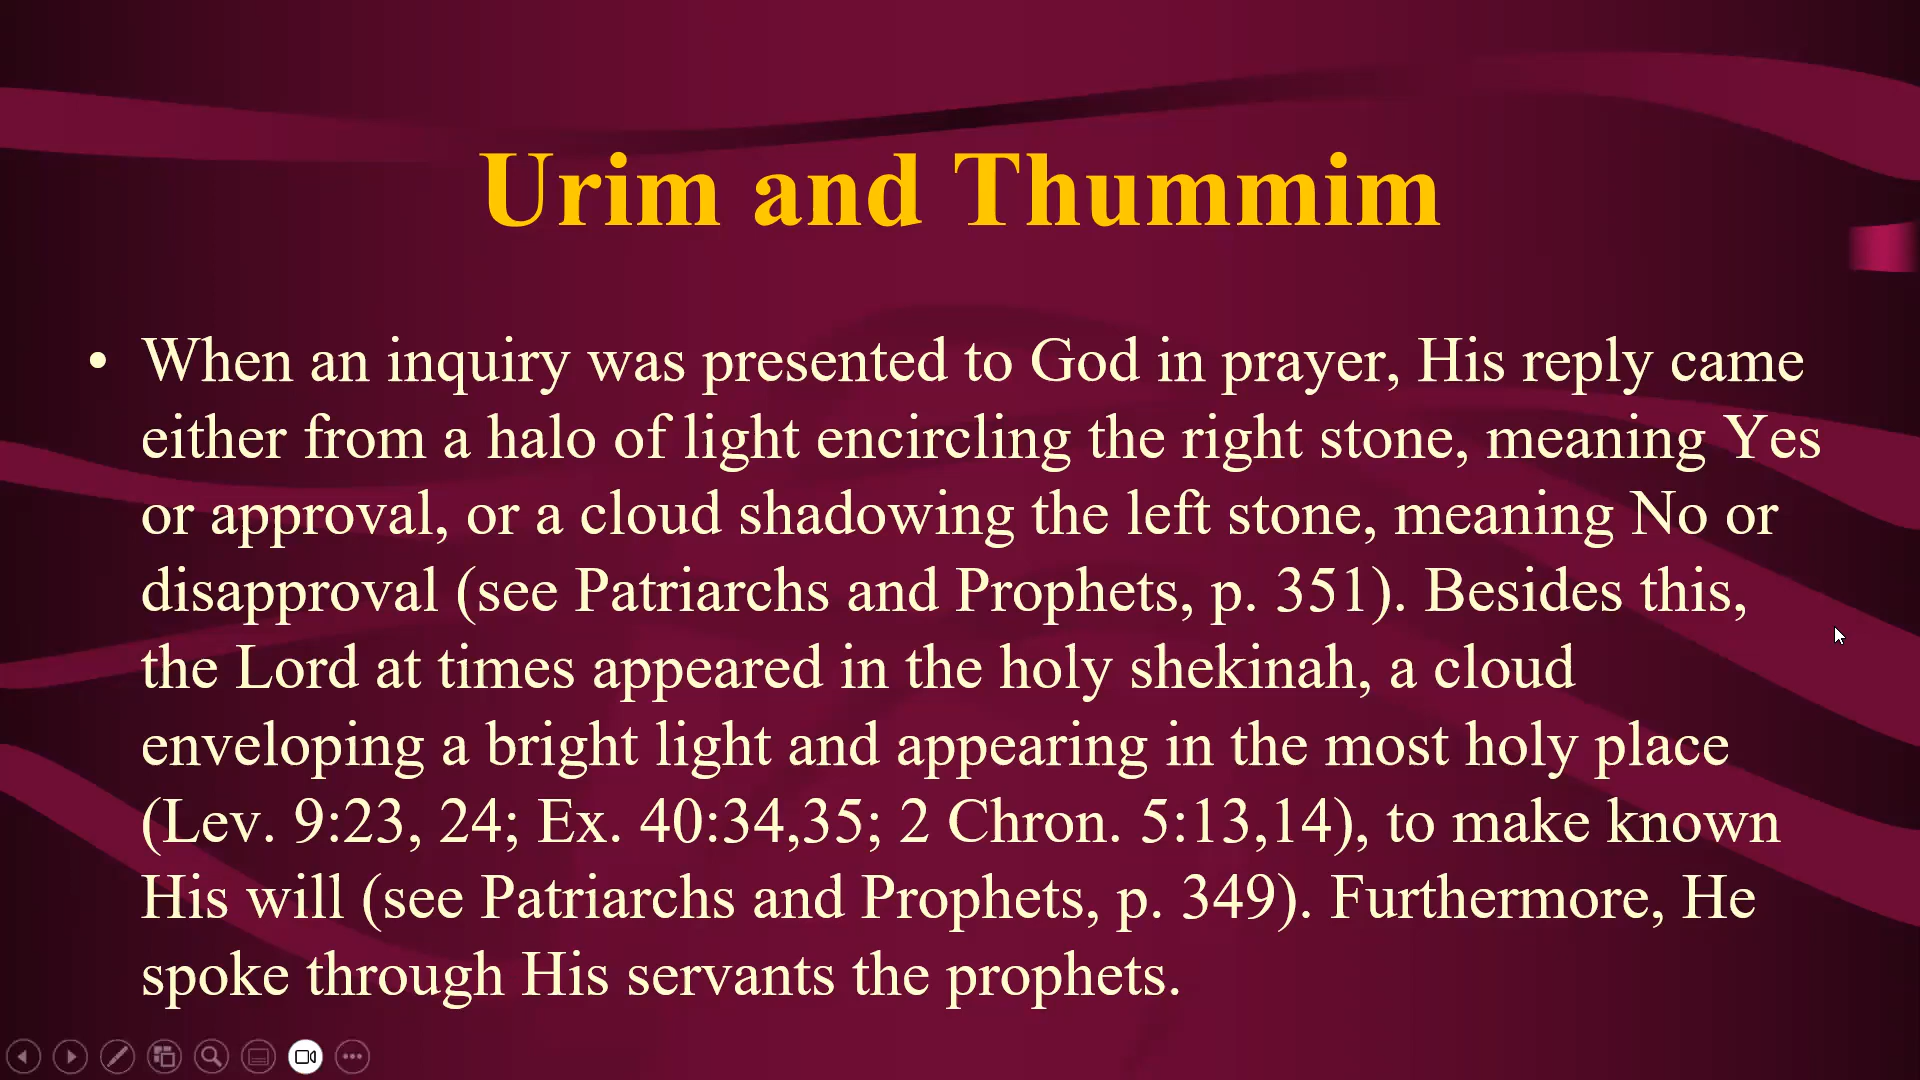 Urim and Thummim
• When an inquiry was presented to God in prayer, His reply came
either from a halo of light encircling the right stone, meaning Yes
or approval, or a cloud shadowing the left stone, meaning No or
disapproval (see Patriarchs and Prophets, p. 351). Besides this,
the Lord at times appeared in the holy shekinah, a cloud
enveloping a bright light and appearing in the most holy place
(Lev. 9:23, 24; Ex. 40:34,35; 2 Chron. 5:13,14), to make known
His will (see Patriarchs and Prophets, p. 349). Furthermore, He
spoke through His servants the prophets.